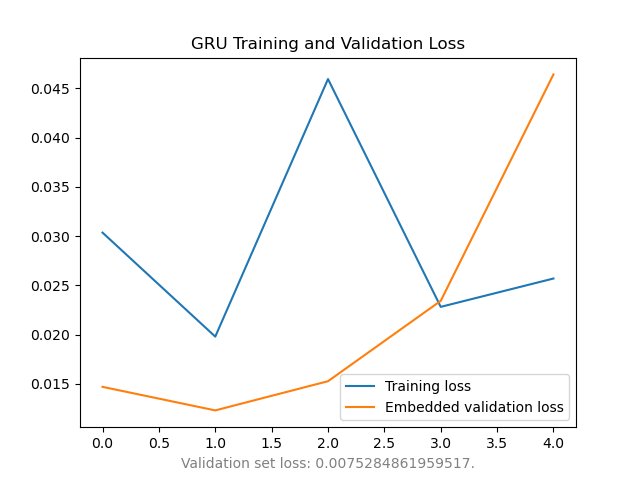 GRU Training and Validation Loss
0.045
0.040
0.035
0.030
0.025
0.020
0.015
Training loss
Embedded validation loss
0.0 0.5 1.0 1.5 2.0 2.5 3.0 3.5 4.0
Validation set loss: 0.0075284861959517.